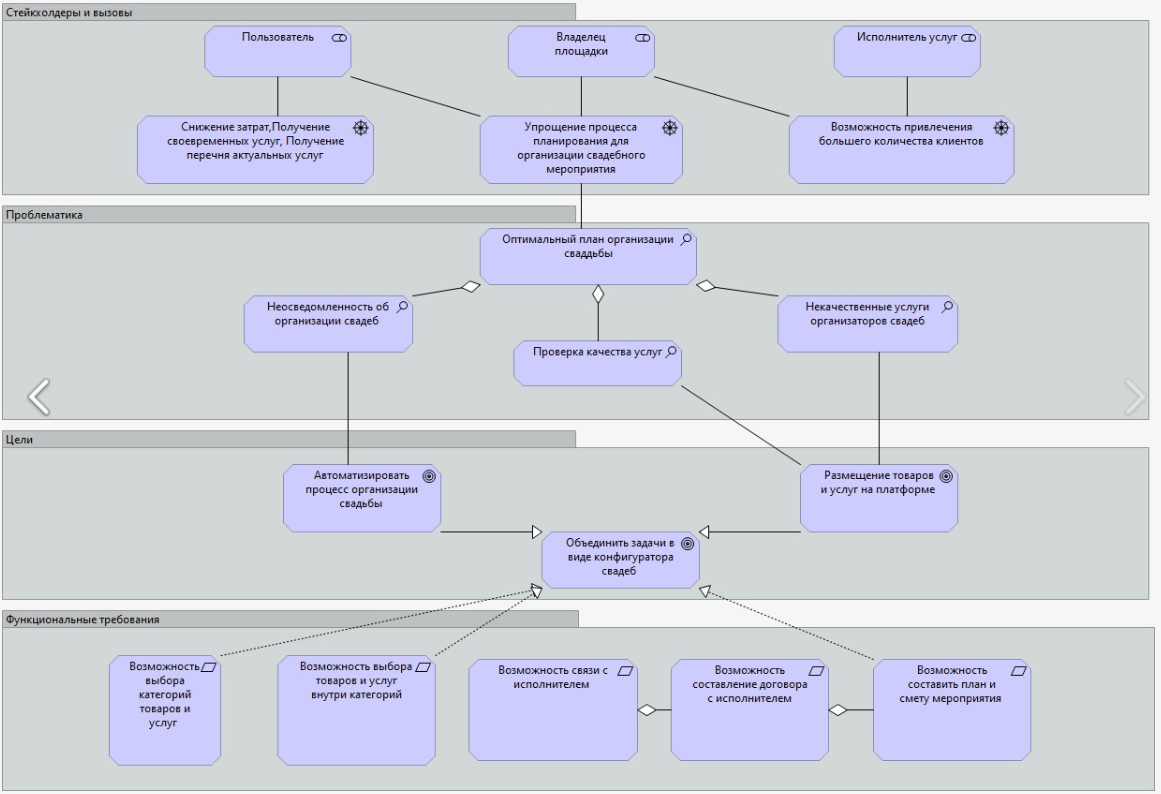 Стейкхолдеры и вызовы
Пользователь
Владелец
площадки
Исполнитель услуг
Снижение затрат,Получение
своевременных услуг, Получение
перечня актуальных услуг
Упрощение процесса
планирования для
организации свадебного
мероприятия
Возможность привлечения
большего количества клиентов
Проблематика
Оптимальный план организации
сваддьбы
Неосведомленность об
организации свадеб
Проверка качества услуг
Некачественные услуги
организаторов свадеб
Цели
Автоматизировать
процесс организации
свадьбы
Размещение товаров
и услуг на платформе
Объединить задачи в
виде конфигуратора
свадеб
Функциональные требования
Возможность
выбора
категорий
товаров и
услуг
Возможность выбора
товаров и услуг
внутри категорий
Возможность связи с
исполнителем
Возможность
составление договора
с исполнителем
Возможность
составить план и
смету мероприятия